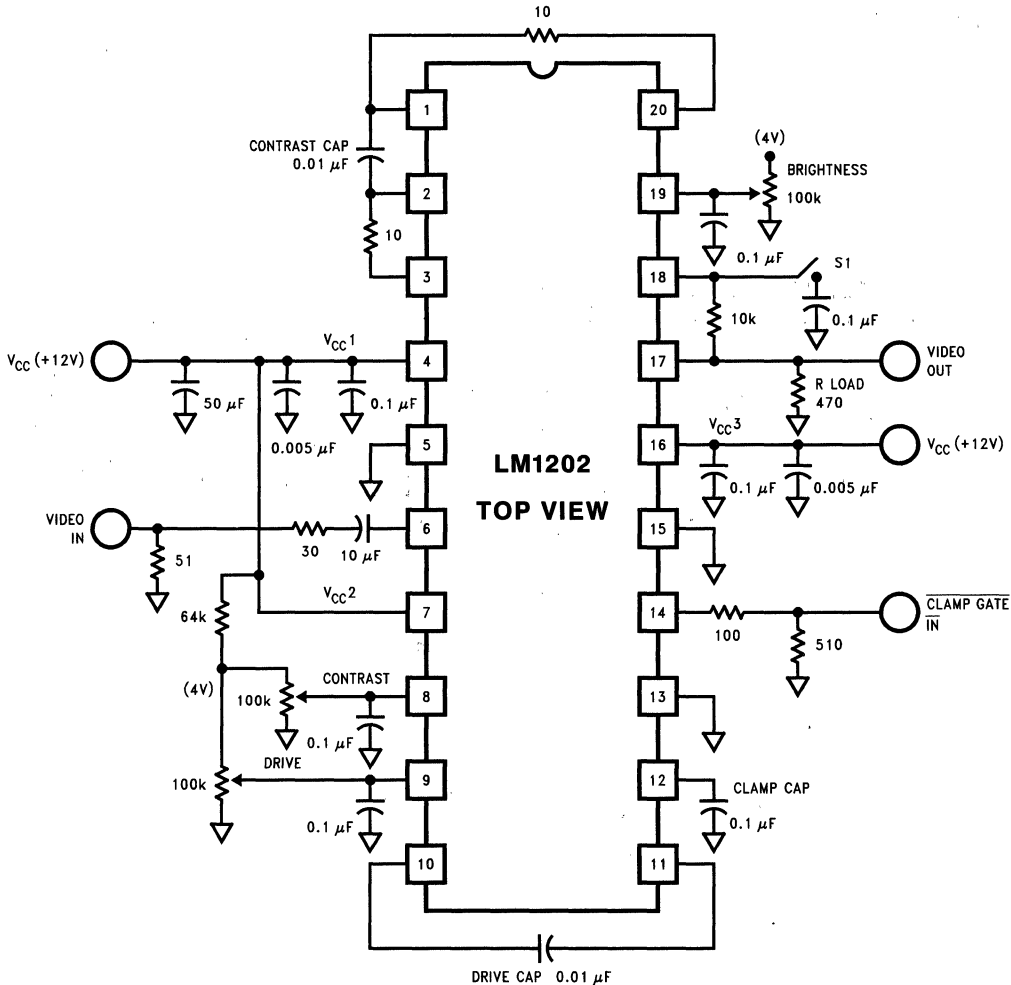 10
1
20
CONTRAST CAP
0.01 μF
(4V)
BRIGHTNESS
100k
2
19
10
0.1 μF
3
18
S1
10k
0.1 μF
VCC (+12V)
VCC1
4
17
VIDEO
OUT
50 μF
0.005 μF
0.1 μF
R LOAD
470
5
16
VCC3
VCC (+12V)
LM1202
TOP VIEW
0.1 μF
0.005 μF
VIDEO
IN
6
15
51
30
10 μF
64k
VCC2
7
14
CLAMP GATE
IN
100
510
(4V)
CONTRAST
100k
8
13
0.1 μF
DRIVE
100k
9
12
CLAMP CAP
0.1 μF
0.1 μF
10
11
DRIVE CAP 0.01 μF